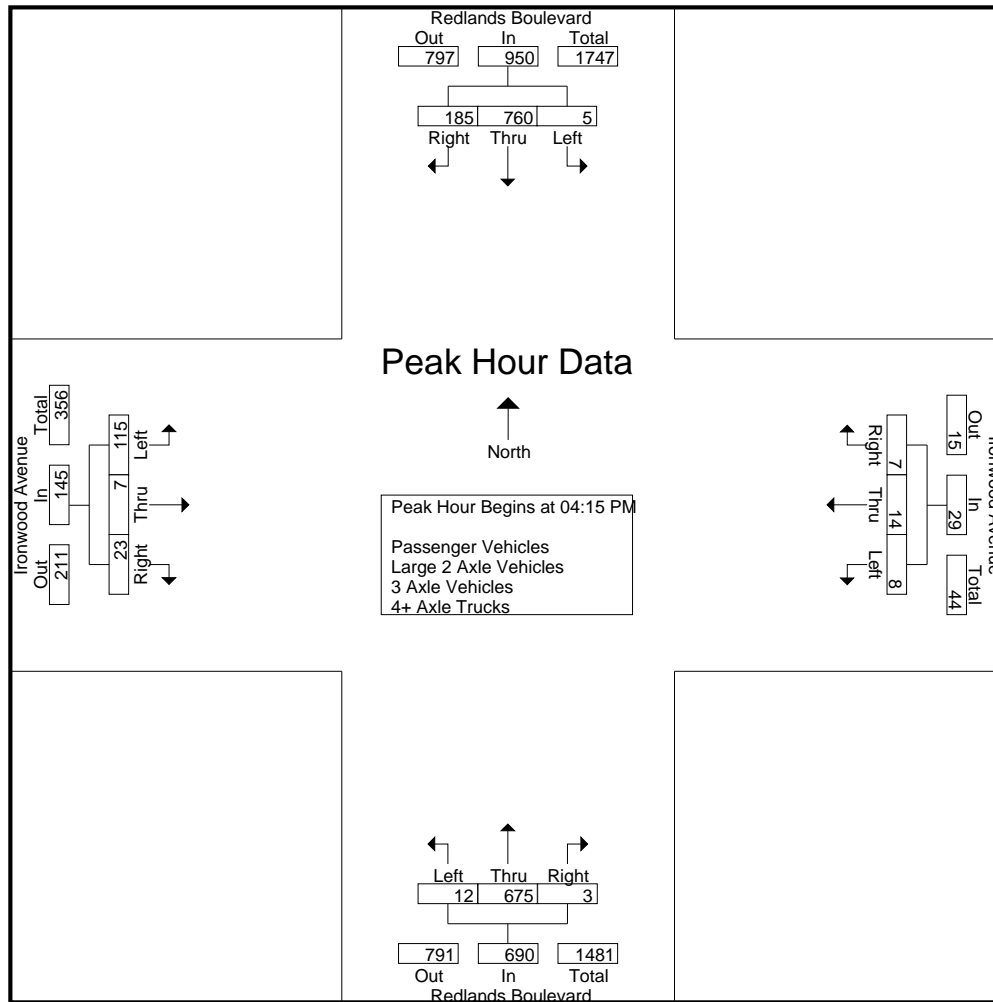 Redlands Boulevard
Out In Total
797 950 1747
185 760 5
Right Thru Left
Peak Hour Data
North
Peak Hour Begins at 04:15 PM
Passenger Vehicles
Large 2 Axle Vehicles
3 Axle Vehicles
4+ Axle Trucks
Ironwood Avenue
Out In Total
211 145 356
23 7 115
Right Thru Left
Ironwood Avenue
Out In Total
15 29 44
7 14 8
Right Thru Left
Left Thru Right
12 675 3
791 690 1481
Out In Total
Redlands Boulevard